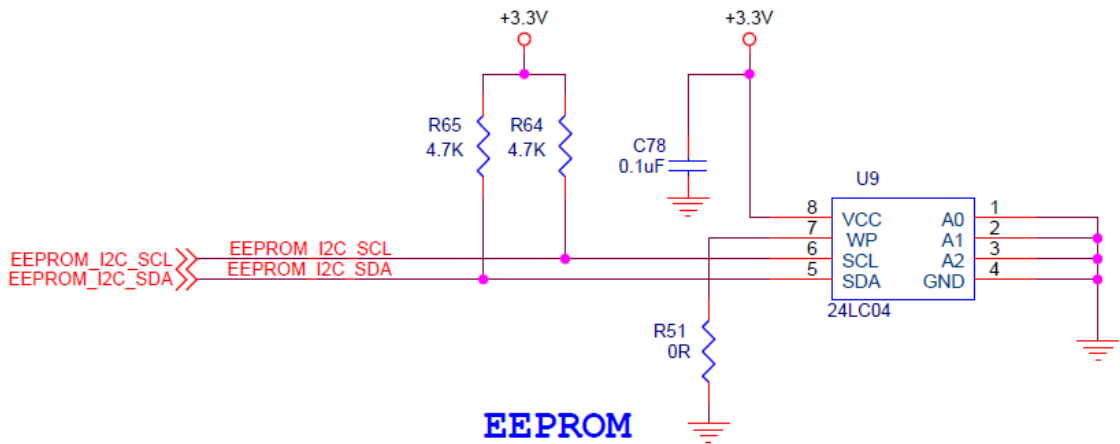 +3.3V
+3.3V
R65
4.7K
R64
4.7K
C78
0.1uF
U9
8
7
6
5
VCC
WP
SCL
SDA
A0
A1
A2
GND
1
2
3
4
24LC04
EEPROM_I2C_SCL
EEPROM_I2C_SDA
EEPROM_I2C_SCL
EEPROM_I2C_SDA
R51
0R
EEPROM